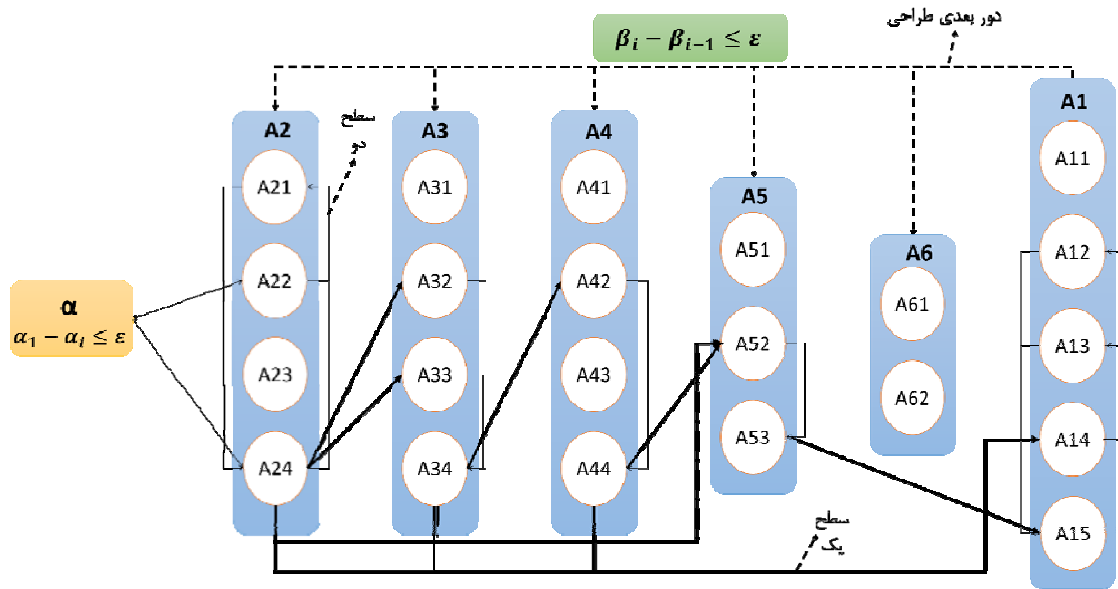 دور بعدی طراحی
βi − βi−1 ≤ ε
A1
A2
سطح
دو
A3
A4
A11
A21
A31
A41
A5
A51
A6
A12
A22
A32
A42
A61
α
α1 − αi ≤ ε
A52
A13
A23
A33
A43
A62
A53
A14
A24
A34
A44
سطح
یک
A15